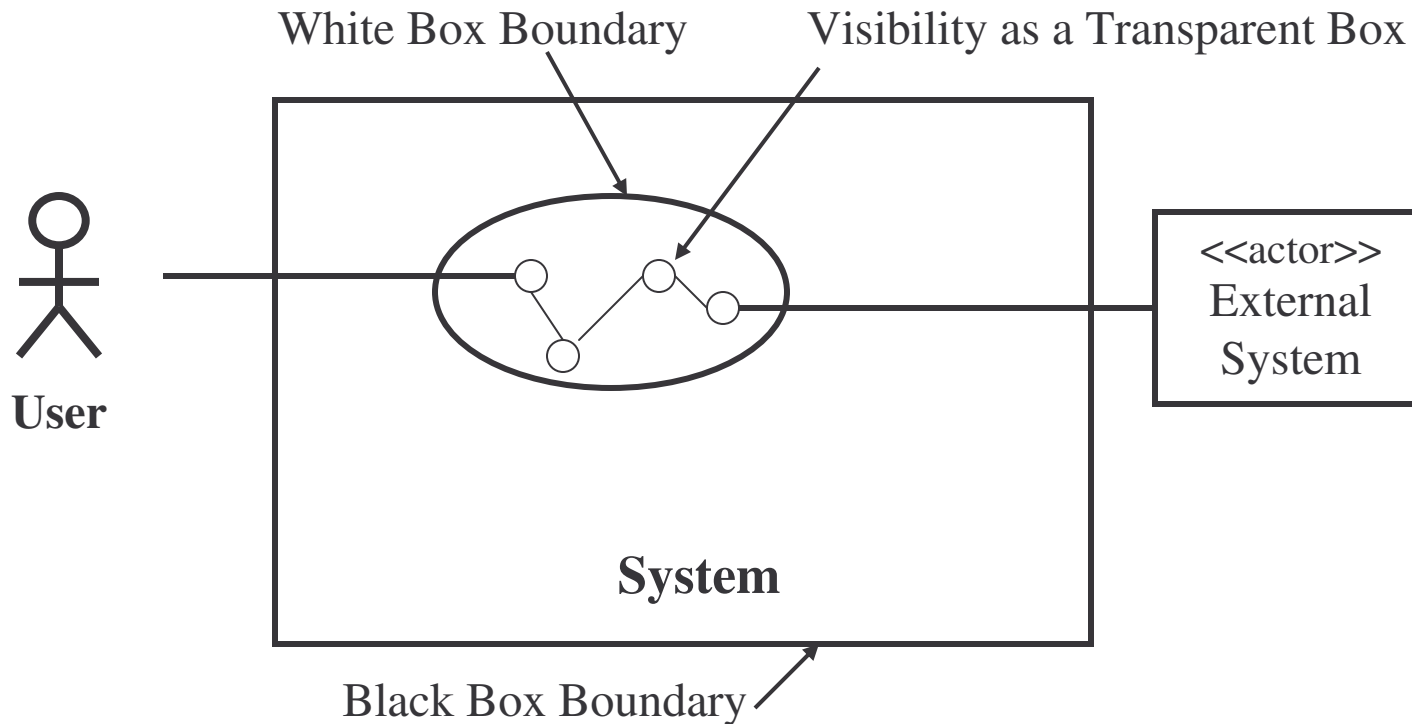 White Box Boundary
Visibility as a Transparent Box
<<actor>>
External
System
User
System
Black Box Boundary